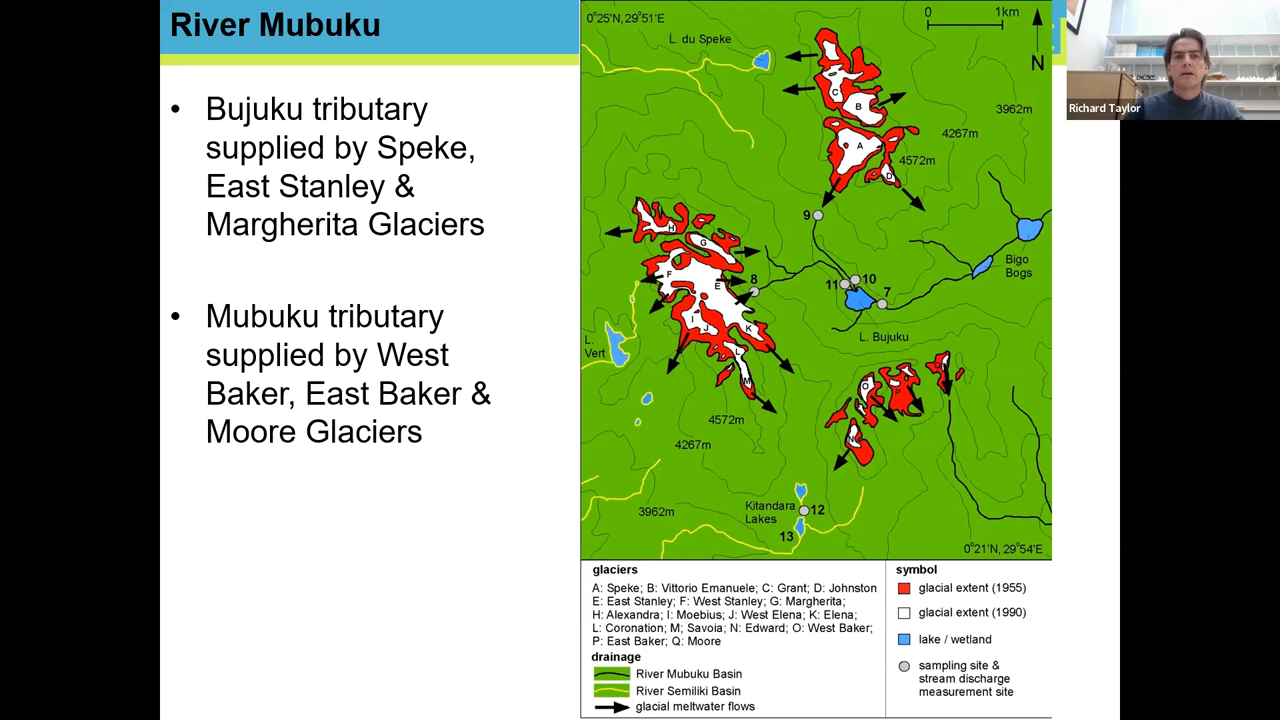 River Mubuku
• Bujuku tributary
supplied by Speke,
East Stanley &
Margherita Glaciers
• Mubuku tributary
supplied by West
Baker, East Baker &
Moore Glaciers
0°25'N, 29°51'E
L. du Speke
0 1km
N
Richard Taylor
C
B
3962m
4267m
A
4572m
D
9
H
G
F
E
8
Bigo
Bogs
10
11
7
I
J
K
L. Bujuku
L.
Vert
L
M
O
P
4572m
N
4267m
3962m
Kitandara
Lakes
12
13
0°21'N, 29°54'E
glaciers
A: Speke; B: Vittorio Emanuele; C: Grant; D: Johnston
E: East Stanley; F: West Stanley; G: Margherita;
H: Alexandra; I: Moebius; J: West Elena; K: Elena;
L: Coronation; M; Savoia; N: Edward; O: West Baker;
P: East Baker; Q: Moore
drainage
River Mubuku Basin
River Semiliki Basin
glacial meltwater flows
symbol
glacial extent (1955)
glacial extent (1990)
lake / wetland
sampling site &
stream discharge
measurement site